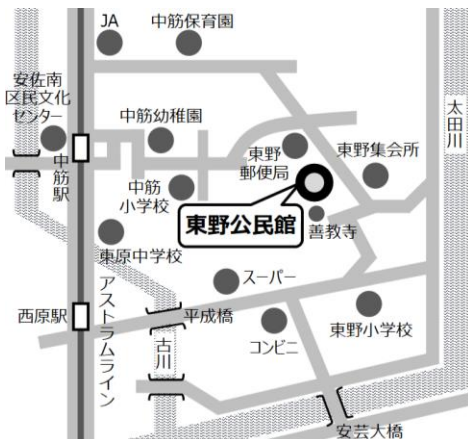 JA
中筋保育園
安佐南
区民文化
センター
中筋駅
中筋幼稚園
中筋
小学校
東野
郵便局
東野集会所
太田川
東野公民館
善教寺
東原中学校
スーパー
西原駅
アストラムライン
平成橋
古川
コンビニ
東野小学校
安芸大橋